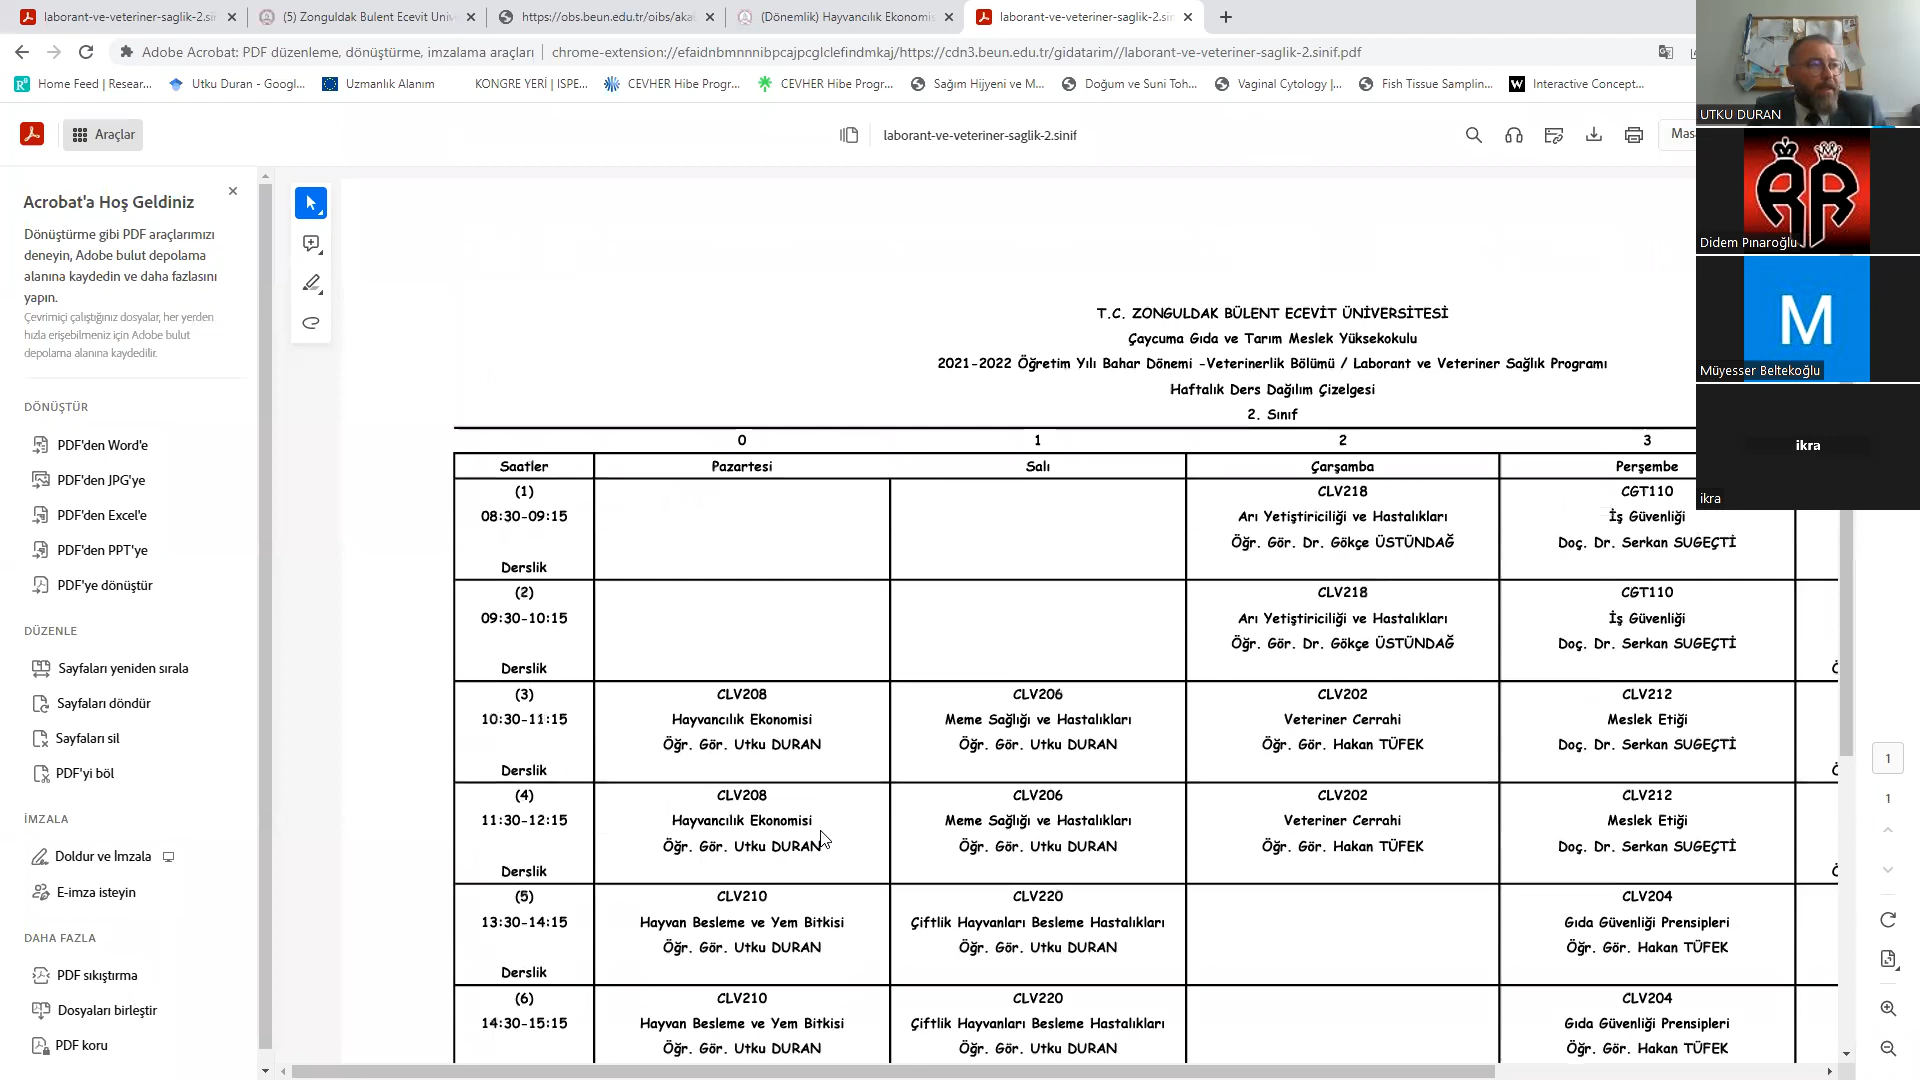 laborant-ve-veteriner-saglik-2.sin
(5) Zonguldak Bulent Ecevit Unive
https://obs.beun.edu.tr/oibs/akad
(Dönemlik) Hayvancılık Ekonomisi
laborant-ve-veteriner-saglik-2.sin
Adobe Acrobat: PDF düzenleme, dönüştürme, imzalama araçları
chrome-extension://efaidnbmnnnibpcajpcglclefindmkaj/https://cdn3.beun.edu.tr/gidatarim//laborant-ve-veteriner-saglik-2.sinif.pdf
Home Feed | Resear...
Utku Duran - Googl...
Uzmanlık Alanım
KONGRE YERİ | ISPE...
CEVHER Hibe Progr...
CEVHER Hibe Progr...
Sağım Hijyeni ve M...
Doğum ve Suni Toh...
Vaginal Cytology |...
Fish Tissue Samplin...
Interactive Concept...
Araçlar
laborant-ve-veteriner-saglik-2.sinif
Mas
UTKU DURAN
Didem Pınaroğlu
M
Müyesser Beltekoğlu
ikra
ikra
Acrobat'a Hoş Geldiniz
Dönüştürme gibi PDF araçlarımızı
deneyin, Adobe bulut depolama
alanına kaydedin ve daha fazlasını
yapın.
Çevrimiçi çalıştığınız dosyalar, her yerden
hızla erişebilmeniz için Adobe bulut
depolama alanına kaydedilir.
DÖNÜŞTÜR
PDF'den Word'e
PDF'den JPG'ye
PDF'den Excel'e
PDF'den PPT'ye
PDF'ye dönüştür
DÜZENLE
Sayfaları yeniden sırala
Sayfaları döndür
Sayfaları sil
PDF'yi böl
İMZALA
Doldur ve İmzala
E-imza isteyin
DAHA FAZLA
PDF sıkıştırma
Dosyaları birleştir
PDF koru
T.C. ZONGULDAK BÜLENT ECEVİT ÜNİVERSİTESİ
Çaycuma Gıda ve Tarım Meslek Yüksekokulu
2021-2022 Öğretim Yılı Bahar Dönemi -Veterinerlik Bölümü / Laborant ve Veteriner Sağlık Programı
Haftalık Ders Dağılım Çizelgesi
2. Sınıf
0 1 2 3
Saatler Pazartesi Salı Çarşamba Perşembe
(1) CLV218 CGT110
08:30-09:15 Arı Yetiştiriciliği ve Hastalıkları İş Güvenliği
Öğr. Gör. Dr. Gökçe ÜSTÜNDAĞ Doç. Dr. Serkan SUGEÇTİ
Derslik
(2) CLV218 CGT110
09:30-10:15 Arı Yetiştiriciliği ve Hastalıkları İş Güvenliği
Öğr. Gör. Dr. Gökçe ÜSTÜNDAĞ Doç. Dr. Serkan SUGEÇTİ
Derslik
(3) CLV208 CLV206 CLV202 CLV212
10:30-11:15 Hayvancılık Ekonomisi Meme Sağlığı ve Hastalıkları Veteriner Cerrahi Meslek Etiği
Öğr. Gör. Utku DURAN Öğr. Gör. Utku DURAN Öğr. Gör. Hakan TÜFEK Doç. Dr. Serkan SUGEÇTİ
Derslik
(4) CLV208 CLV206 CLV202 CLV212
11:30-12:15 Hayvancılık Ekonomisi Meme Sağlığı ve Hastalıkları Veteriner Cerrahi Meslek Etiği
Öğr. Gör. Utku DURAN Öğr. Gör. Utku DURAN Öğr. Gör. Hakan TÜFEK Doç. Dr. Serkan SUGEÇTİ
Derslik
(5) CLV210 CLV220 CLV204
13:30-14:15 Hayvan Besleme ve Yem Bitkisi Çiftlik Hayvanları Besleme Hastalıkları Gıda Güvenliği Prensipleri
Öğr. Gör. Utku DURAN Öğr. Gör. Utku DURAN Öğr. Gör. Hakan TÜFEK
Derslik
(6) CLV210 CLV220 CLV204
14:30-15:15 Hayvan Besleme ve Yem Bitkisi Çiftlik Hayvanları Besleme Hastalıkları Gıda Güvenliği Prensipleri
Öğr. Gör. Utku DURAN Öğr. Gör. Utku DURAN Öğr. Gör. Hakan TÜFEK
1
1